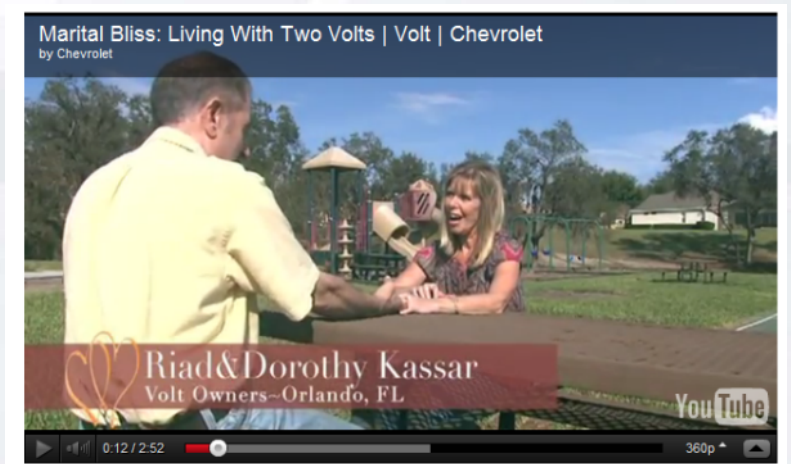 Marital Bliss: Living With Two Volts | Volt | Chevrolet
by Chevrolet
Riad&Dorothy Kassar
Volt Owners~Orlando, FL
YouTube
0:12 / 2:52
360p